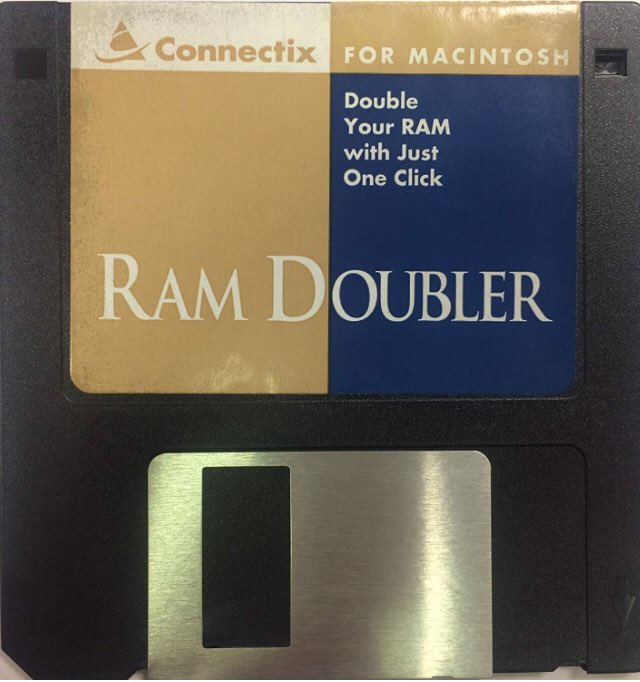 Connectix FOR MACINTOSH
Double
Your RAM
with Just
One Click
RAM DOUBLER